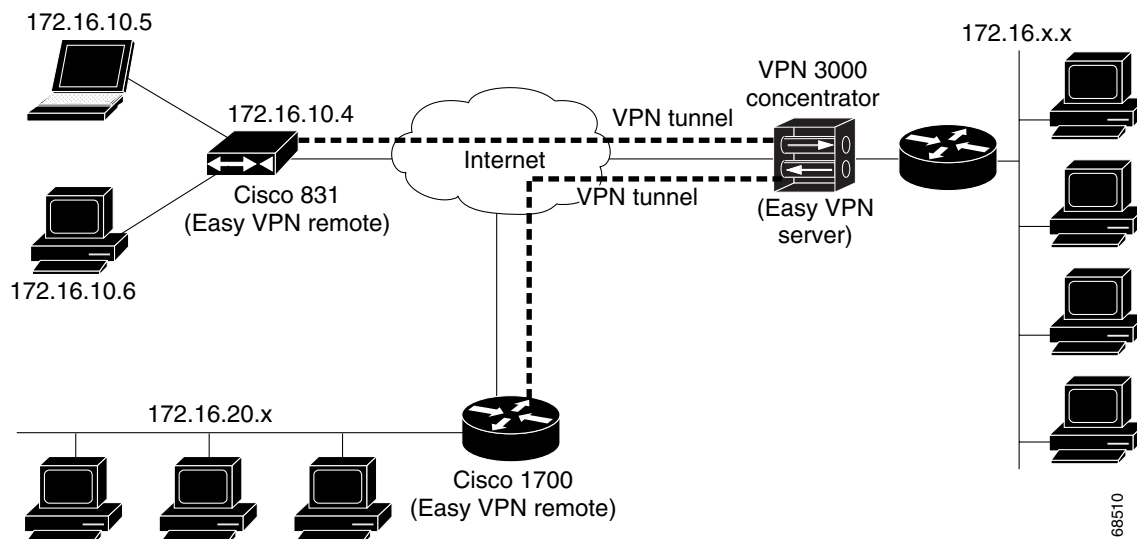 172.16.10.5
172.16.x.x
VPN 3000
concentrator
172.16.10.4
VPN tunnel
Internet
Cisco 831
(Easy VPN remote)
VPN tunnel
(Easy VPN
server)
172.16.10.6
172.16.20.x
Cisco 1700
(Easy VPN remote)
68510